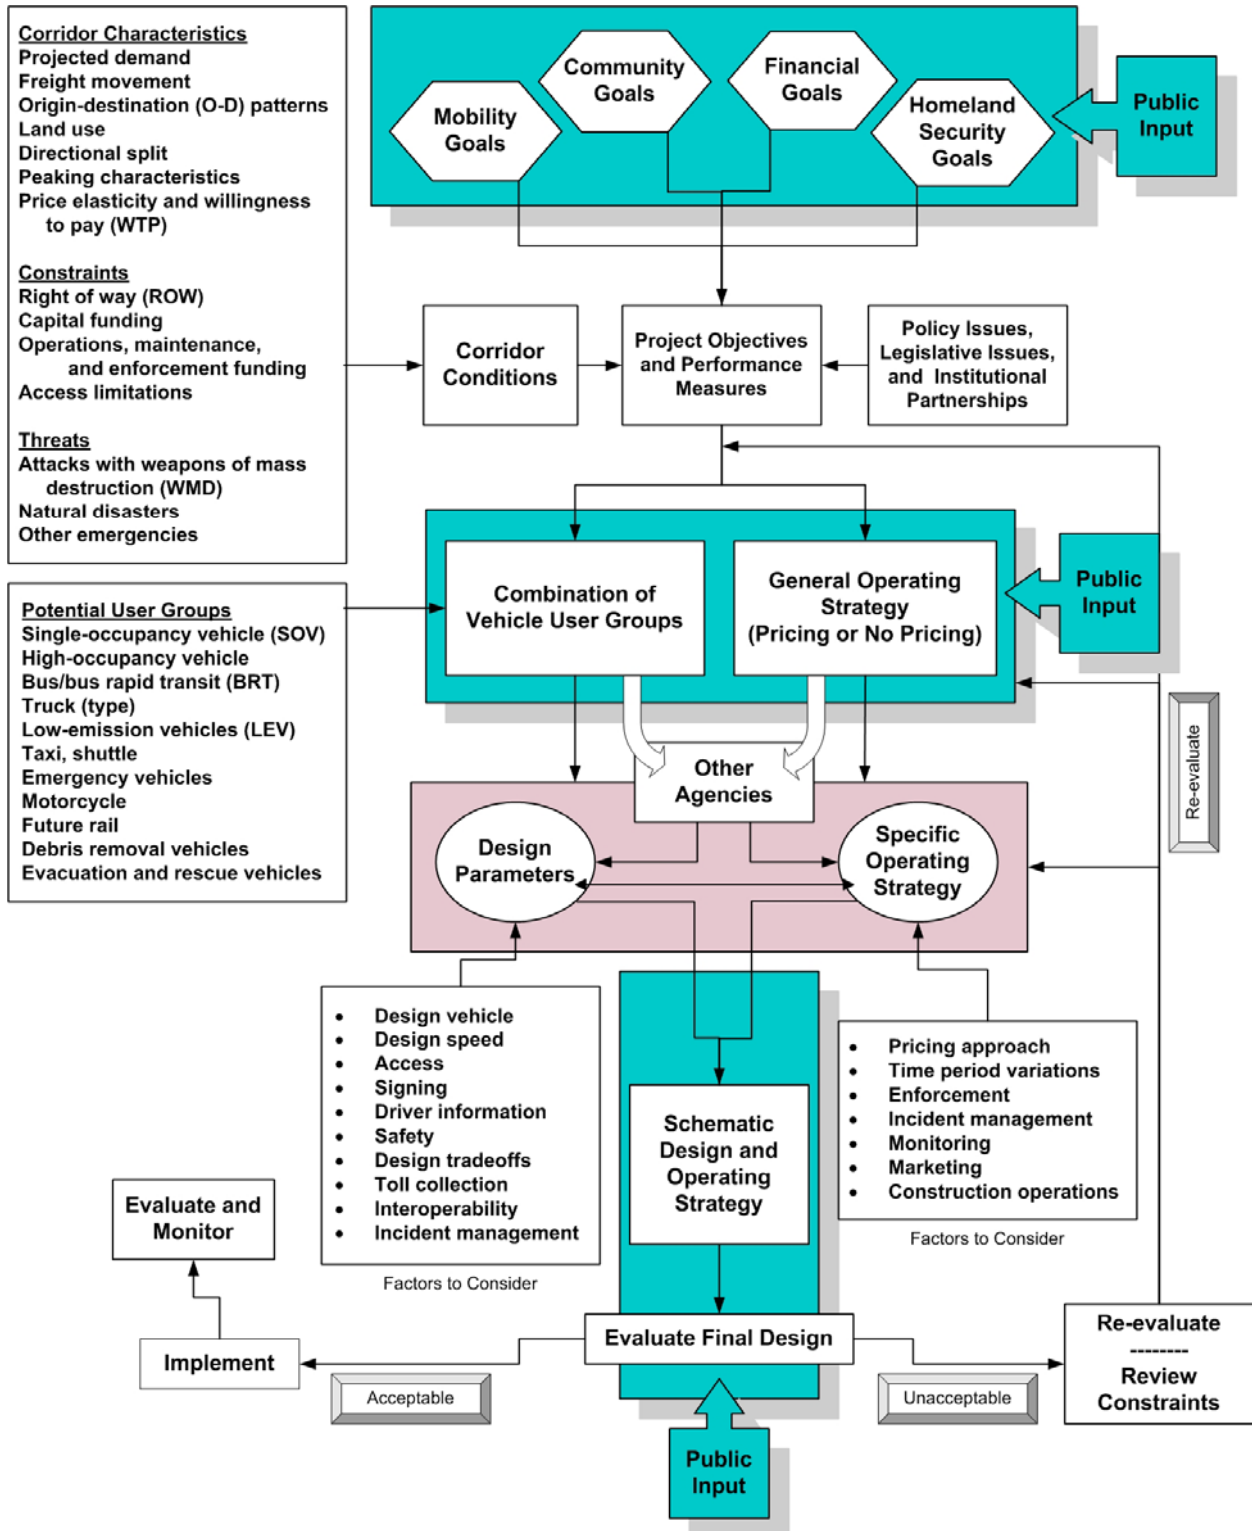 Corridor Characteristics
Projected demand
Freight movement
Origin-destination (O-D) patterns
Land use
Directional split
Peaking characteristics
Price elasticity and willingness
to pay (WTP)
Constraints
Right of way (ROW)
Capital funding
Operations, maintenance,
and enforcement funding
Access limitations
Threats
Attacks with weapons of mass
destruction (WMD)
Natural disasters
Other emergencies
Mobility
Goals
Community
Goals
Financial
Goals
Homeland
Security
Goals
Public
Input
Corridor
Conditions
Project Objectives
and Performance
Measures
Policy Issues,
Legislative Issues,
and Institutional
Partnerships
Potential User Groups
Single-occupancy vehicle (SOV)
High-occupancy vehicle
Bus/bus rapid transit (BRT)
Truck (type)
Low-emission vehicles (LEV)
Taxi, shuttle
Emergency vehicles
Motorcycle
Future rail
Debris removal vehicles
Evacuation and rescue vehicles
Combination of
Vehicle User Groups
General Operating
Strategy
(Pricing or No Pricing)
Public
Input
Re-evaluate
Other
Agencies
Design
Parameters
Specific
Operating
Strategy
• Design vehicle
• Design speed
• Access
• Signing
• Driver information
• Safety
• Design tradeoffs
• Toll collection
• Interoperability
• Incident management
Factors to Consider
Schematic
Design and
Operating
Strategy
• Pricing approach
• Time period variations
• Enforcement
• Incident management
• Monitoring
• Marketing
• Construction operations
Factors to Consider
Evaluate and
Monitor
Implement
Acceptable
Evaluate Final Design
Unacceptable
Re-evaluate
--------
Review
Constraints
Public
Input